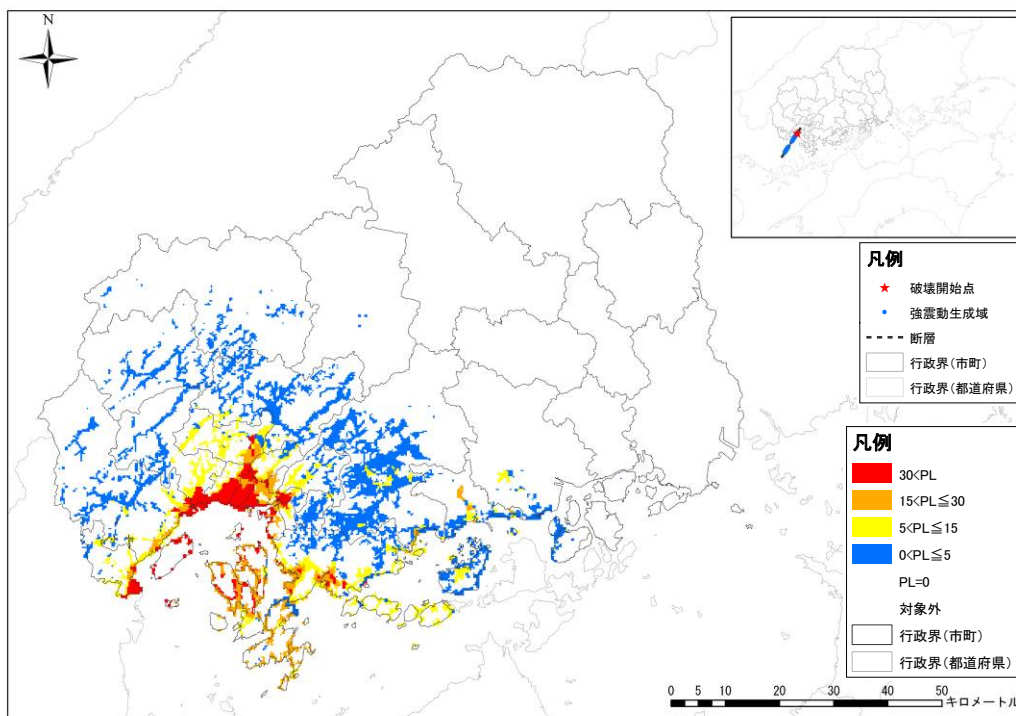 N
凡例
破壊開始点
強震動生成域
断層
行政界(市町)
行政界(都道府県)
凡例
30<PL
15<PL≦30
5<PL≦15
0<PL≦5
PL=0
対象外
行政界(市町)
行政界(都道府県)
0 5 10 20 30 40 50
キロメートル